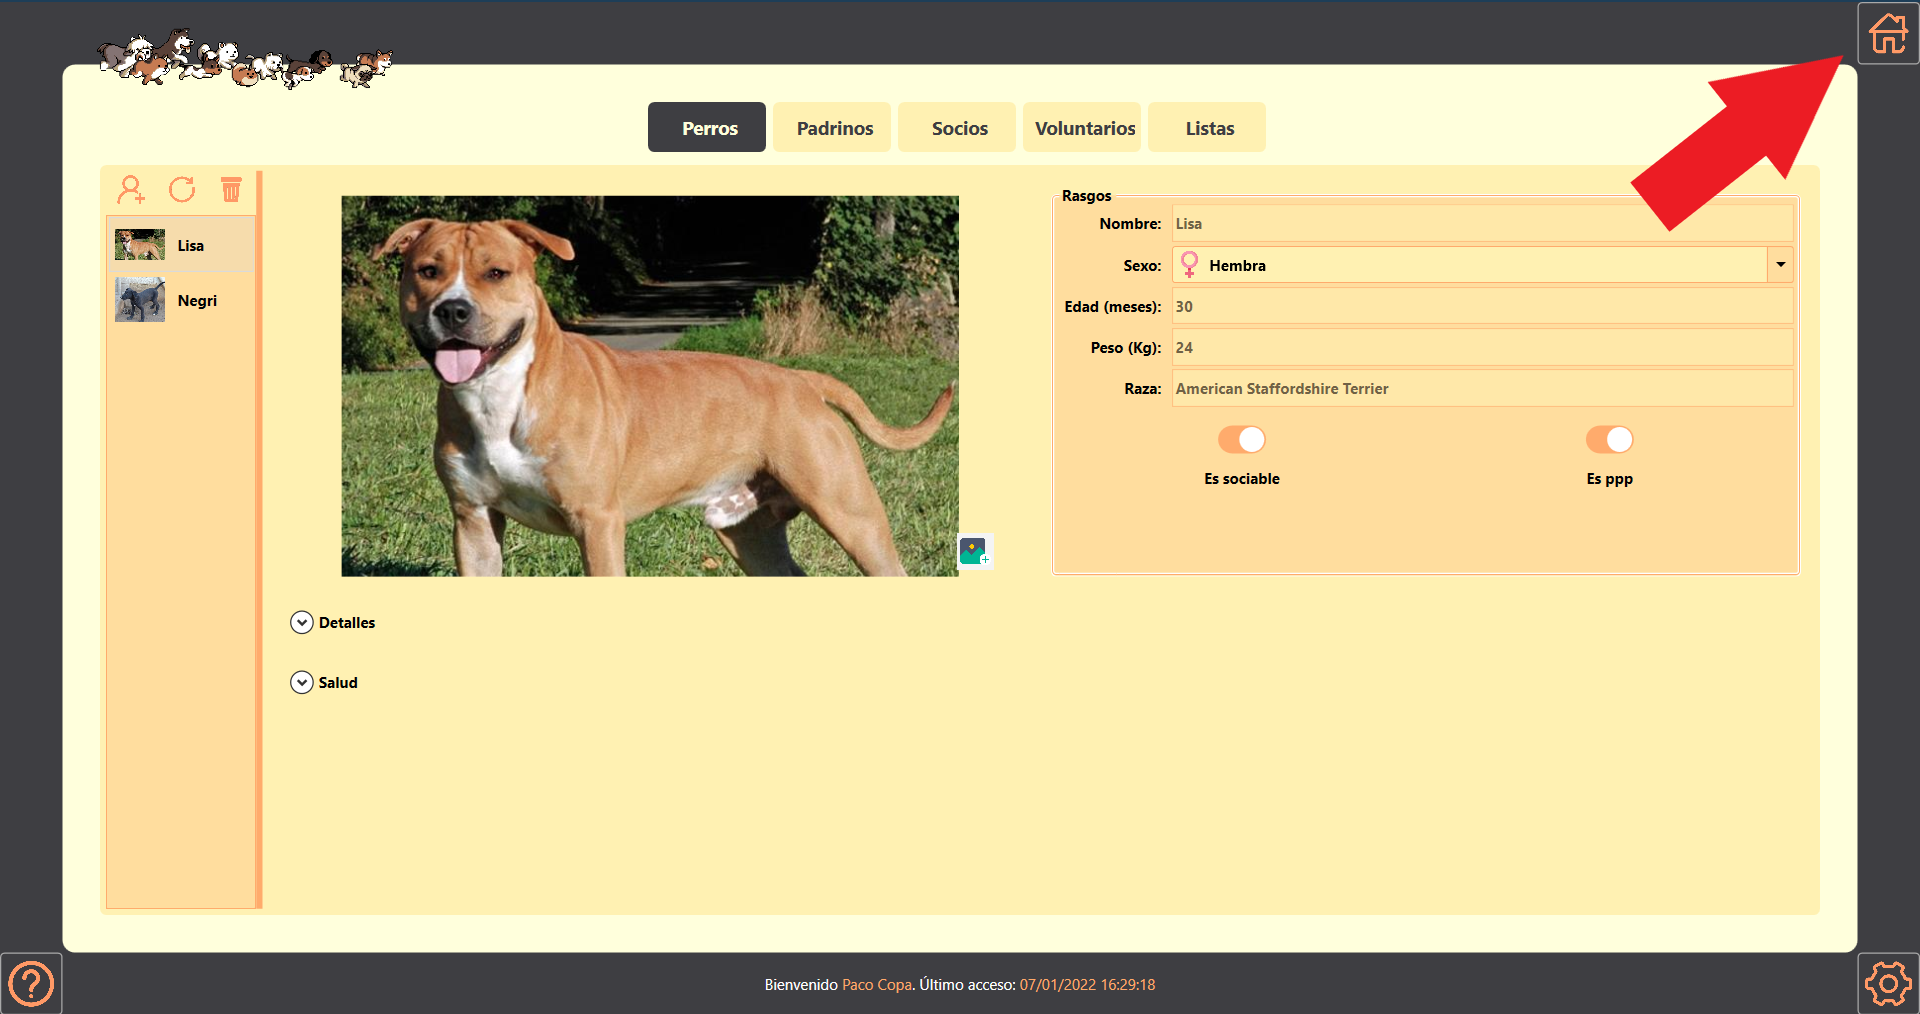 Perros Padrinos Socios Voluntarios Listas
Lisa
Negri
Rasgos
Nombre: Lisa
Sexo: Hembra
Edad (meses): 30
Peso (Kg): 24
Raza: American Staffordshire Terrier
Es sociable Es ppp
Detalles
Salud
Bienvenido Paco Copa. Último acceso: 07/01/2022 16:29:18